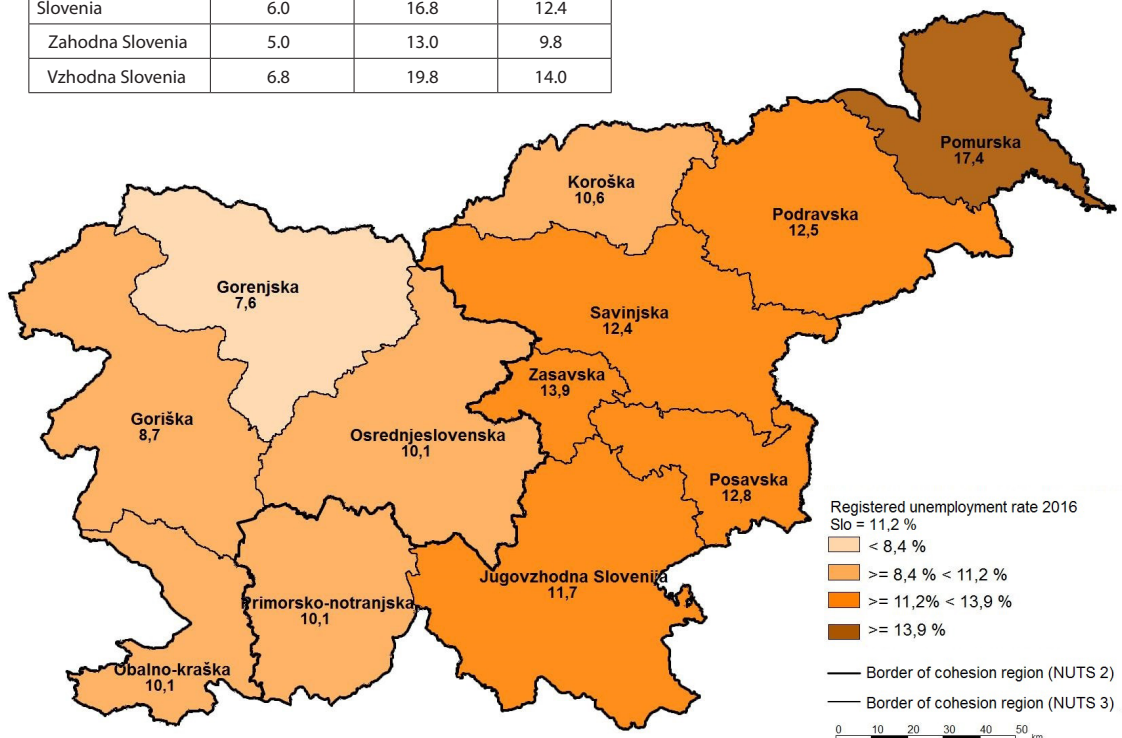 Slovenia 6.0 16.8 12.4
Zahodna Slovenia 5.0 13.0 9.8
Vzhodna Slovenia 6.8 19.8 14.0
Pomurska
17,4
Koroška
10,6
Podravska
12,5
Gorenjska
7,6
Savinjska
12,4
Zasavska
13,9
Goriška
8,7
Osrednjeslovenska
10,1
Posavska
12,8
Jugovzhodna Slovenija
11,7
Primorsko-notranjska
10,1
Obalno-kraška
10,1
Registered unemployment rate 2016
Slo = 11,2 %
< 8,4 %
>= 8,4 % < 11,2 %
>= 11,2% < 13,9 %
>= 13,9 %
Border of cohesion region (NUTS 2)
Border of cohesion region (NUTS 3)
0 10 20 30 40 50
km